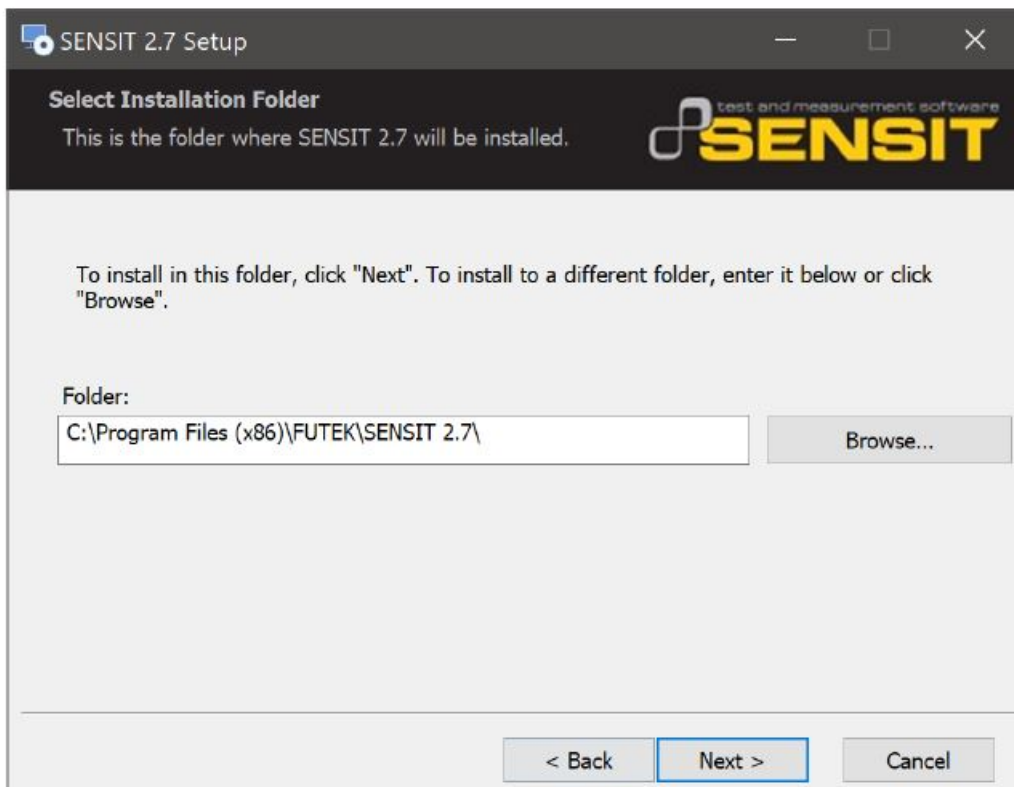 SENSIT 2.7 Setup
Select Installation Folder
This is the folder where SENSIT 2.7 will be installed.
test and measurement software
SENSIT
To install in this folder, click "Next". To install to a different folder, enter it below or click
"Browse".
Folder:
C:\Program Files (x86)\FUTEK\SENSIT 2.7\
Browse...
< Back
Next >
Cancel